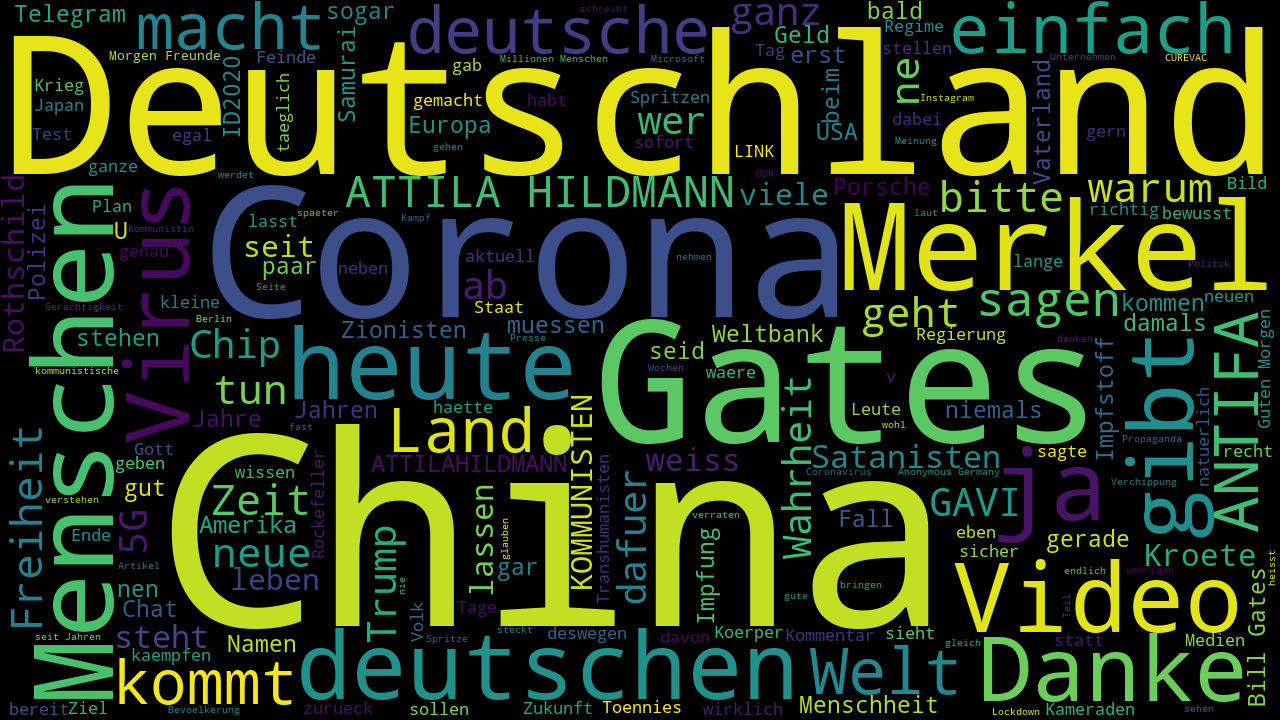 Telegram
macht
sogar
deutsche
schreibt
ganz
bald
einfach
Morgen Freunde
Feinde
Samurai
gab
Millionen Menschen
Microsoft
Geld
Tag
erst
Regime
stellen
ne
Unternehmen
CUREVAC
Deutschland
Krieg
Japan
Test
egal
ID2020
taeglich
gemacht
habt
Spritzen
Instagram
Europa
wer
beim
USA
dabei
Meinung
gern
Vaterland
gehen
sofort
LINK
ganze
werdet
DDR
Rothschild
Menschen
Virus
ATTILA HILDMANN
viele
Porsche
bitte
warum
Bild
Plan
Polizei
U
Kommunistin
lasst
spaeter
Kampf
laut
richtig
bewusst
Corona
Merkel
genau
seit
paar
neben
aktuell
ab
nehmen
lange
Politik
Seite
Gerechtigkeit
kleine
Berlin
Staat
geht
sagen
kommen
neuen
stehen
Chip
Zionisten
muessen
Presse
Weltbank
Regierung
damals
kommunistische
heute
Gates
seid
Wochen
waere
v
denken
Impfstoff
gibt
ANTIFA
Guten Morgen
tun
Jahre
Jahren
fast
haette
Land
KOMMUNISTEN
Leute
wohl
niemals
natuerlich
Freiheit
Gott
geben
verstehen
gut
wissen
Rockefeller
ATTILAHILDMANN
weiss
Wahrheit
Satanisten
Coronavirus
Anonymous Germany
ja
sagte
Propaganda
recht
Verchippung
China
Ende
5G
Zeit
Amerika
neue
Artikel
lassen
glauben
gar
Transhumanisten
dafuer
verraten
Impfung
Fall
GAVI
eben
sicher
gerade
Kroete
heisst
nen
leben
Trump
nie
bringen
gute
endlich
uebrigen
Chat
Tage
Volk
Video
Teil
Bill Gates
seit Jahren
steht
Namen
Spritze
steckt
deswegen
davon
Koerper
Kommentar
sieht
gleich
statt
Medien
kaempfen
kommt
deutschen
Welt
Danke
bereit
Ziel
Bevoelkerung
zurueck
sollen
Zukunft
Toennies
wirklich
Menschheit
Lockdown
Kameraden
sehen